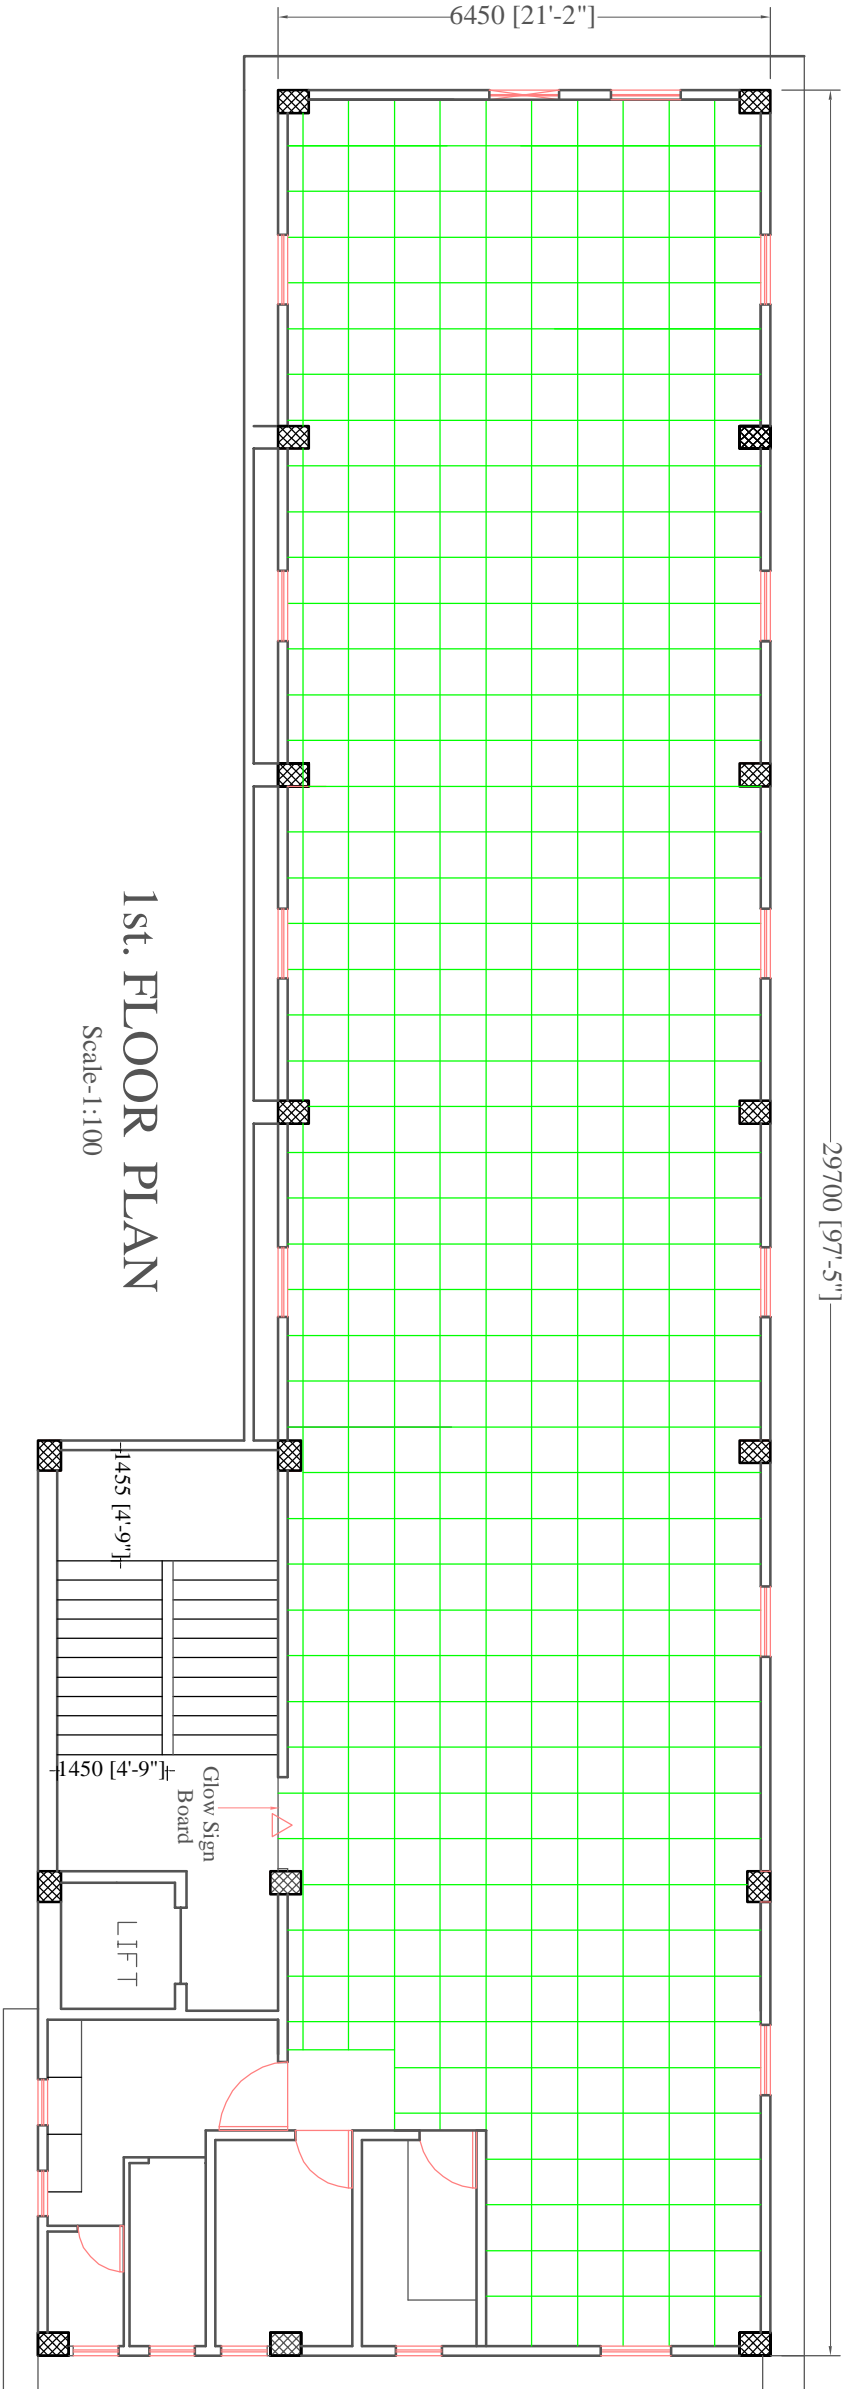 6450 [21'-2"]
29700 [97'-5"]
1st. FLOOR PLAN
Scale-1:100
1455 [4'-9"]
1450 [4'-9"]
Glow Sign
Board
LIFT